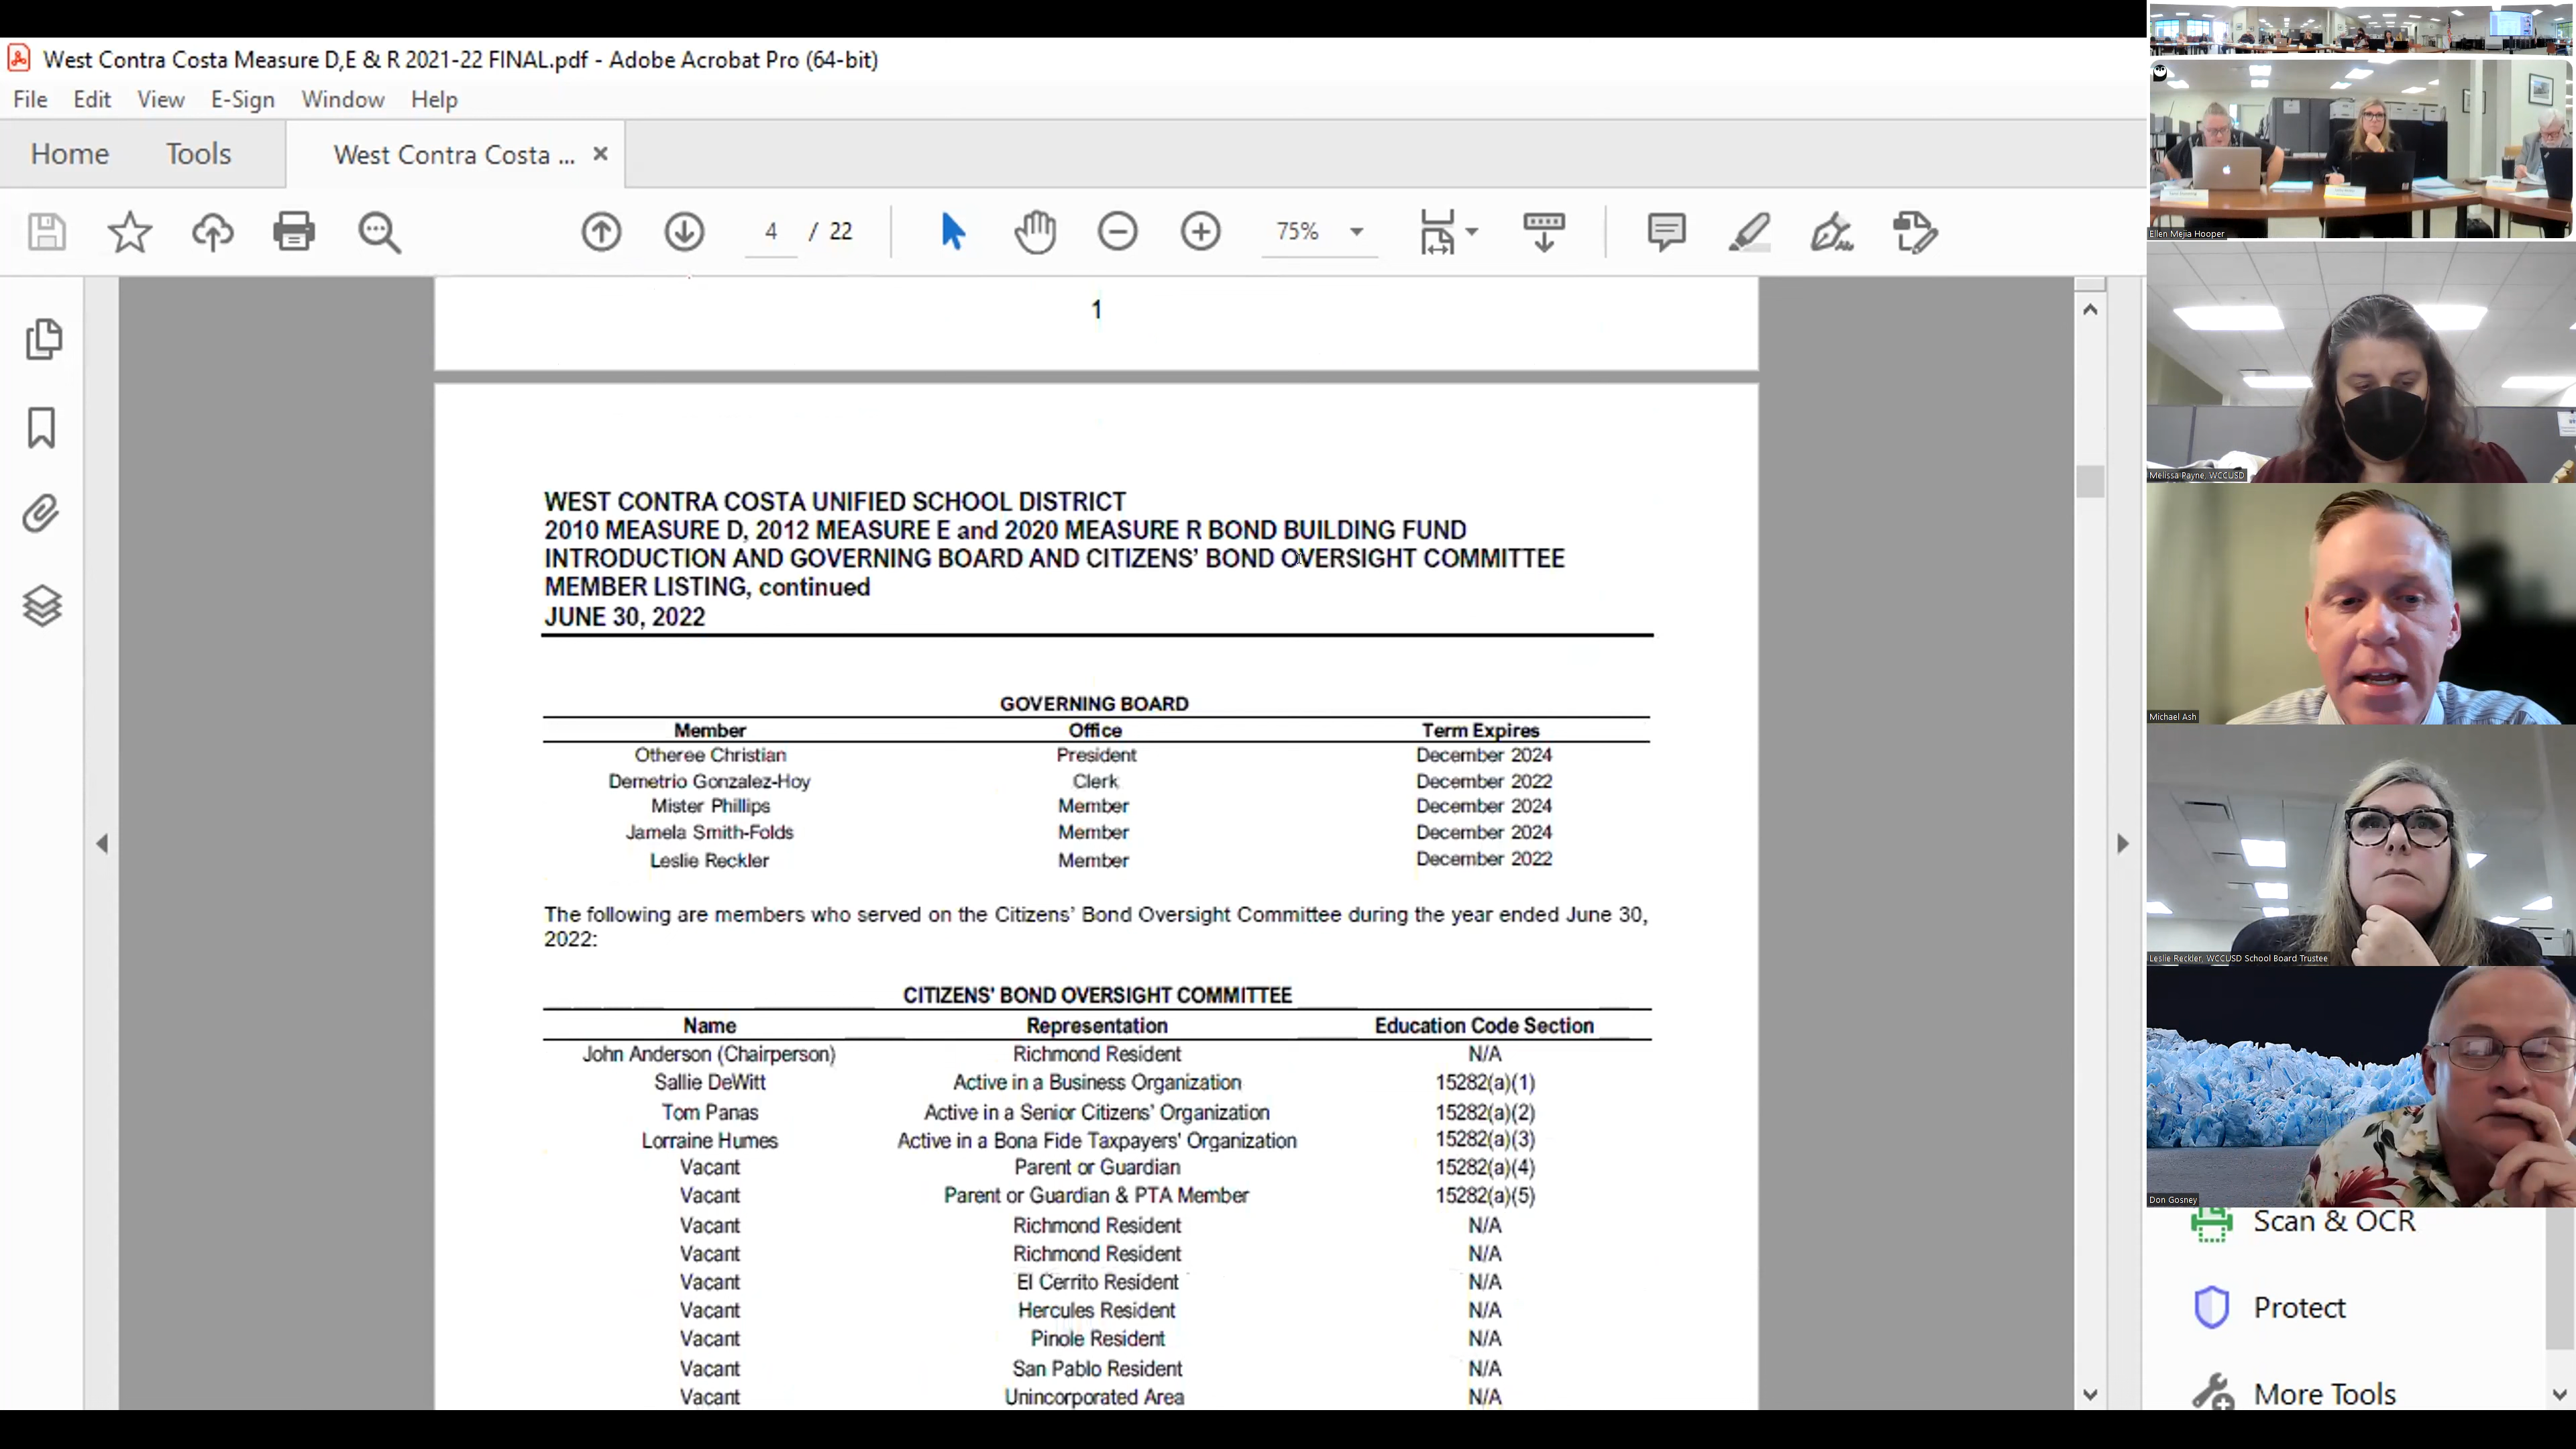 West Contra Costa Measure D,E & R 2021-22 FINAL.pdf - Adobe Acrobat Pro (64-bit)
File Edit View E-Sign Window Help
Home Tools West Contra Costa ...
4 / 22 75%
1
WEST CONTRA COSTA UNIFIED SCHOOL DISTRICT
2010 MEASURE D, 2012 MEASURE E and 2020 MEASURE R BOND BUILDING FUND
INTRODUCTION AND GOVERNING BOARD AND CITIZENS' BOND OVERSIGHT COMMITTEE
MEMBER LISTING, continued
JUNE 30, 2022
GOVERNING BOARD
Member Office Term Expires
Otheree Christian President December 2024
Demetrio Gonzalez-Hoy Clerk December 2022
Mister Phillips Member December 2024
Jamela Smith-Folds Member December 2024
Leslie Reckler Member December 2022
The following are members who served on the Citizens' Bond Oversight Committee during the year ended June 30,
2022:
CITIZENS' BOND OVERSIGHT COMMITTEE
Name Representation Education Code Section
John Anderson (Chairperson) Richmond Resident N/A
Sallie DeWitt Active in a Business Organization 15282(a)(1)
Tom Panas Active in a Senior Citizens' Organization 15282(a)(2)
Lorraine Humes Active in a Bona Fide Taxpayers' Organization 15282(a)(3)
Vacant Parent or Guardian 15282(a)(4)
Vacant Parent or Guardian & PTA Member 15282(a)(5)
Vacant Richmond Resident N/A
Vacant Richmond Resident N/A
Vacant El Cerrito Resident N/A
Vacant Hercules Resident N/A
Vacant Pinole Resident N/A
Vacant San Pablo Resident N/A
Vacant Unincorporated Area N/A
Ellen Mejia Hooper
Melissa Payne, WCCUSD
Michael Ash
Leslie Reckler, WCCUSD School Board Trustee
Don Gosney
Scan & OCR
Protect
More Tools